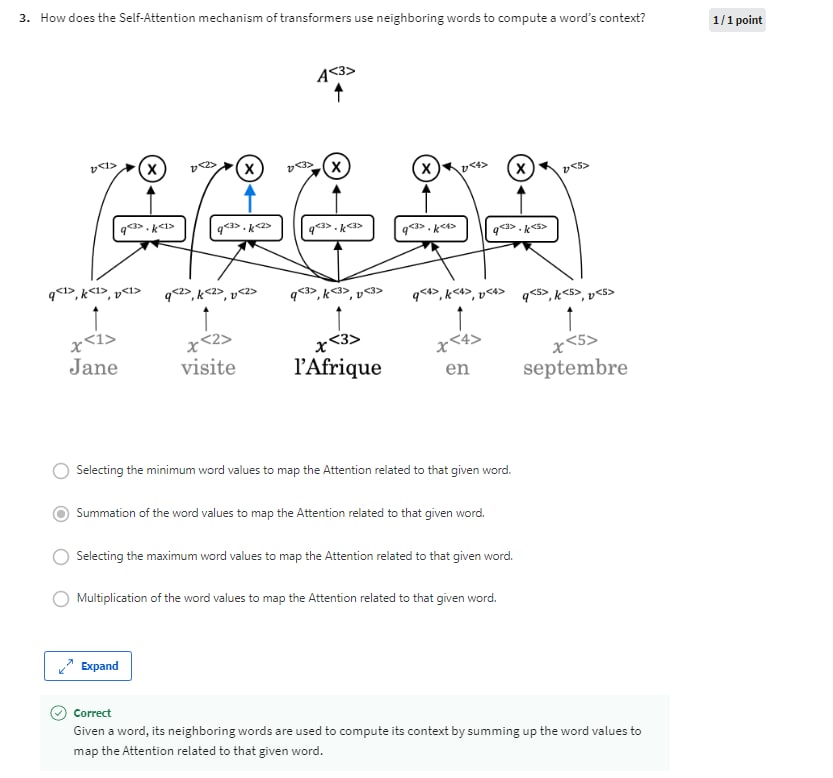 3. How does the Self-Attention mechanism of transformers use neighboring words to compute a word's context?
1 / 1 point
A<3>
v<1> X v<2> X v<3> X X v<4> X v<5>
q<3> · k<1> q<3> · k<2> q<3> · k<3> q<3> · k<4> q<3> · k<5>
q<1>, k<1>, v<1> q<2>, k<2>, v<2> q<3>, k<3>, v<3> q<4>, k<4>, v<4> q<5>, k<5>, v<5>
x<1> x<2> x<3> x<4> x<5>
Jane visite l'Afrique en septembre
Selecting the minimum word values to map the Attention related to that given word.
Summation of the word values to map the Attention related to that given word.
Selecting the maximum word values to map the Attention related to that given word.
Multiplication of the word values to map the Attention related to that given word.
Expand
Correct
Given a word, its neighboring words are used to compute its context by summing up the word values to
map the Attention related to that given word.